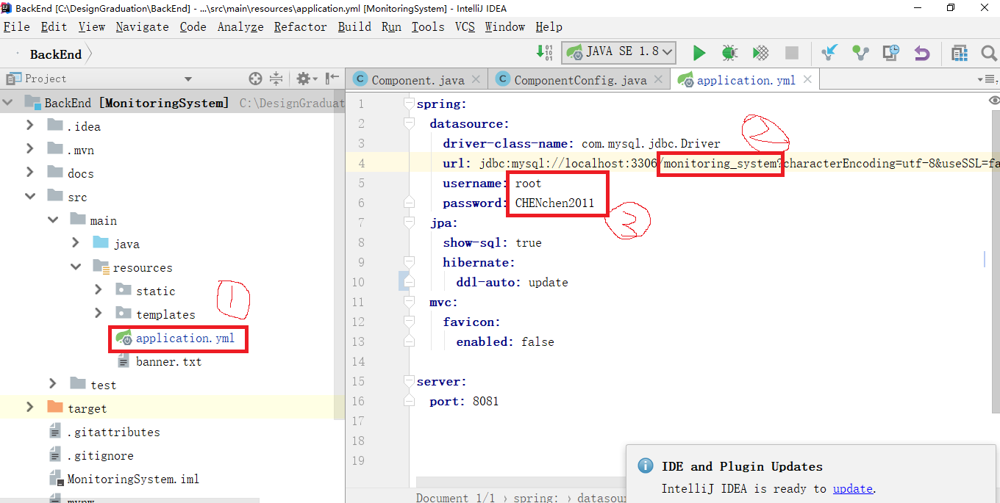 BackEnd [C:\DesignGraduation\BackEnd] - ...\src\main\resources\application.yml [MonitoringSystem] - IntelliJ IDEA
File Edit View Navigate Code Analyze Refactor Build Run Tools VCS Window Help
BackEnd
JAVA SE 1.8
Project
Component.java
ComponentConfig.java
application.yml
BackEnd [MonitoringSystem] C:\DesignGraduat
.idea
.mvn
docs
src
main
java
resources
static
templates
application.yml
banner.txt
test
target
.gitattributes
.gitignore
MonitoringSystem.iml
mvnw
1
2
3
1 spring:
2 datasource:
3 driver-class-name: com.mysql.jdbc.Driver
4 url: jdbc:mysql://localhost:3306/monitoring_system?characterEncoding=utf-8&useSSL=fa
5 username: root
6 password: CHENchen2011
7 jpa:
8 show-sql: true
9 hibernate:
10 ddl-auto: update
11 mvc:
12 favicon:
13 enabled: false
14
15 server:
16 port: 8081
17
18
19
IDE and Plugin Updates
IntelliJ IDEA is ready to update.
Document 1/1 › spring: › datasou